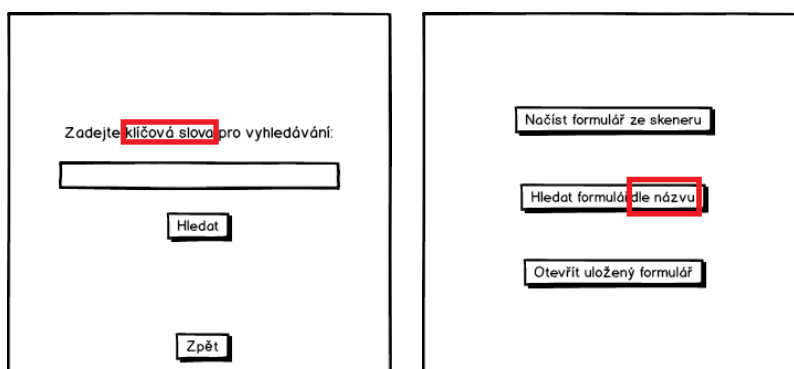 Zadejte klíčová slova pro vyhledávání:
Hledat
Zpět
Načíst formulář ze skeneru
Hledat formulář dle názvu
Otevřít uložený formulář